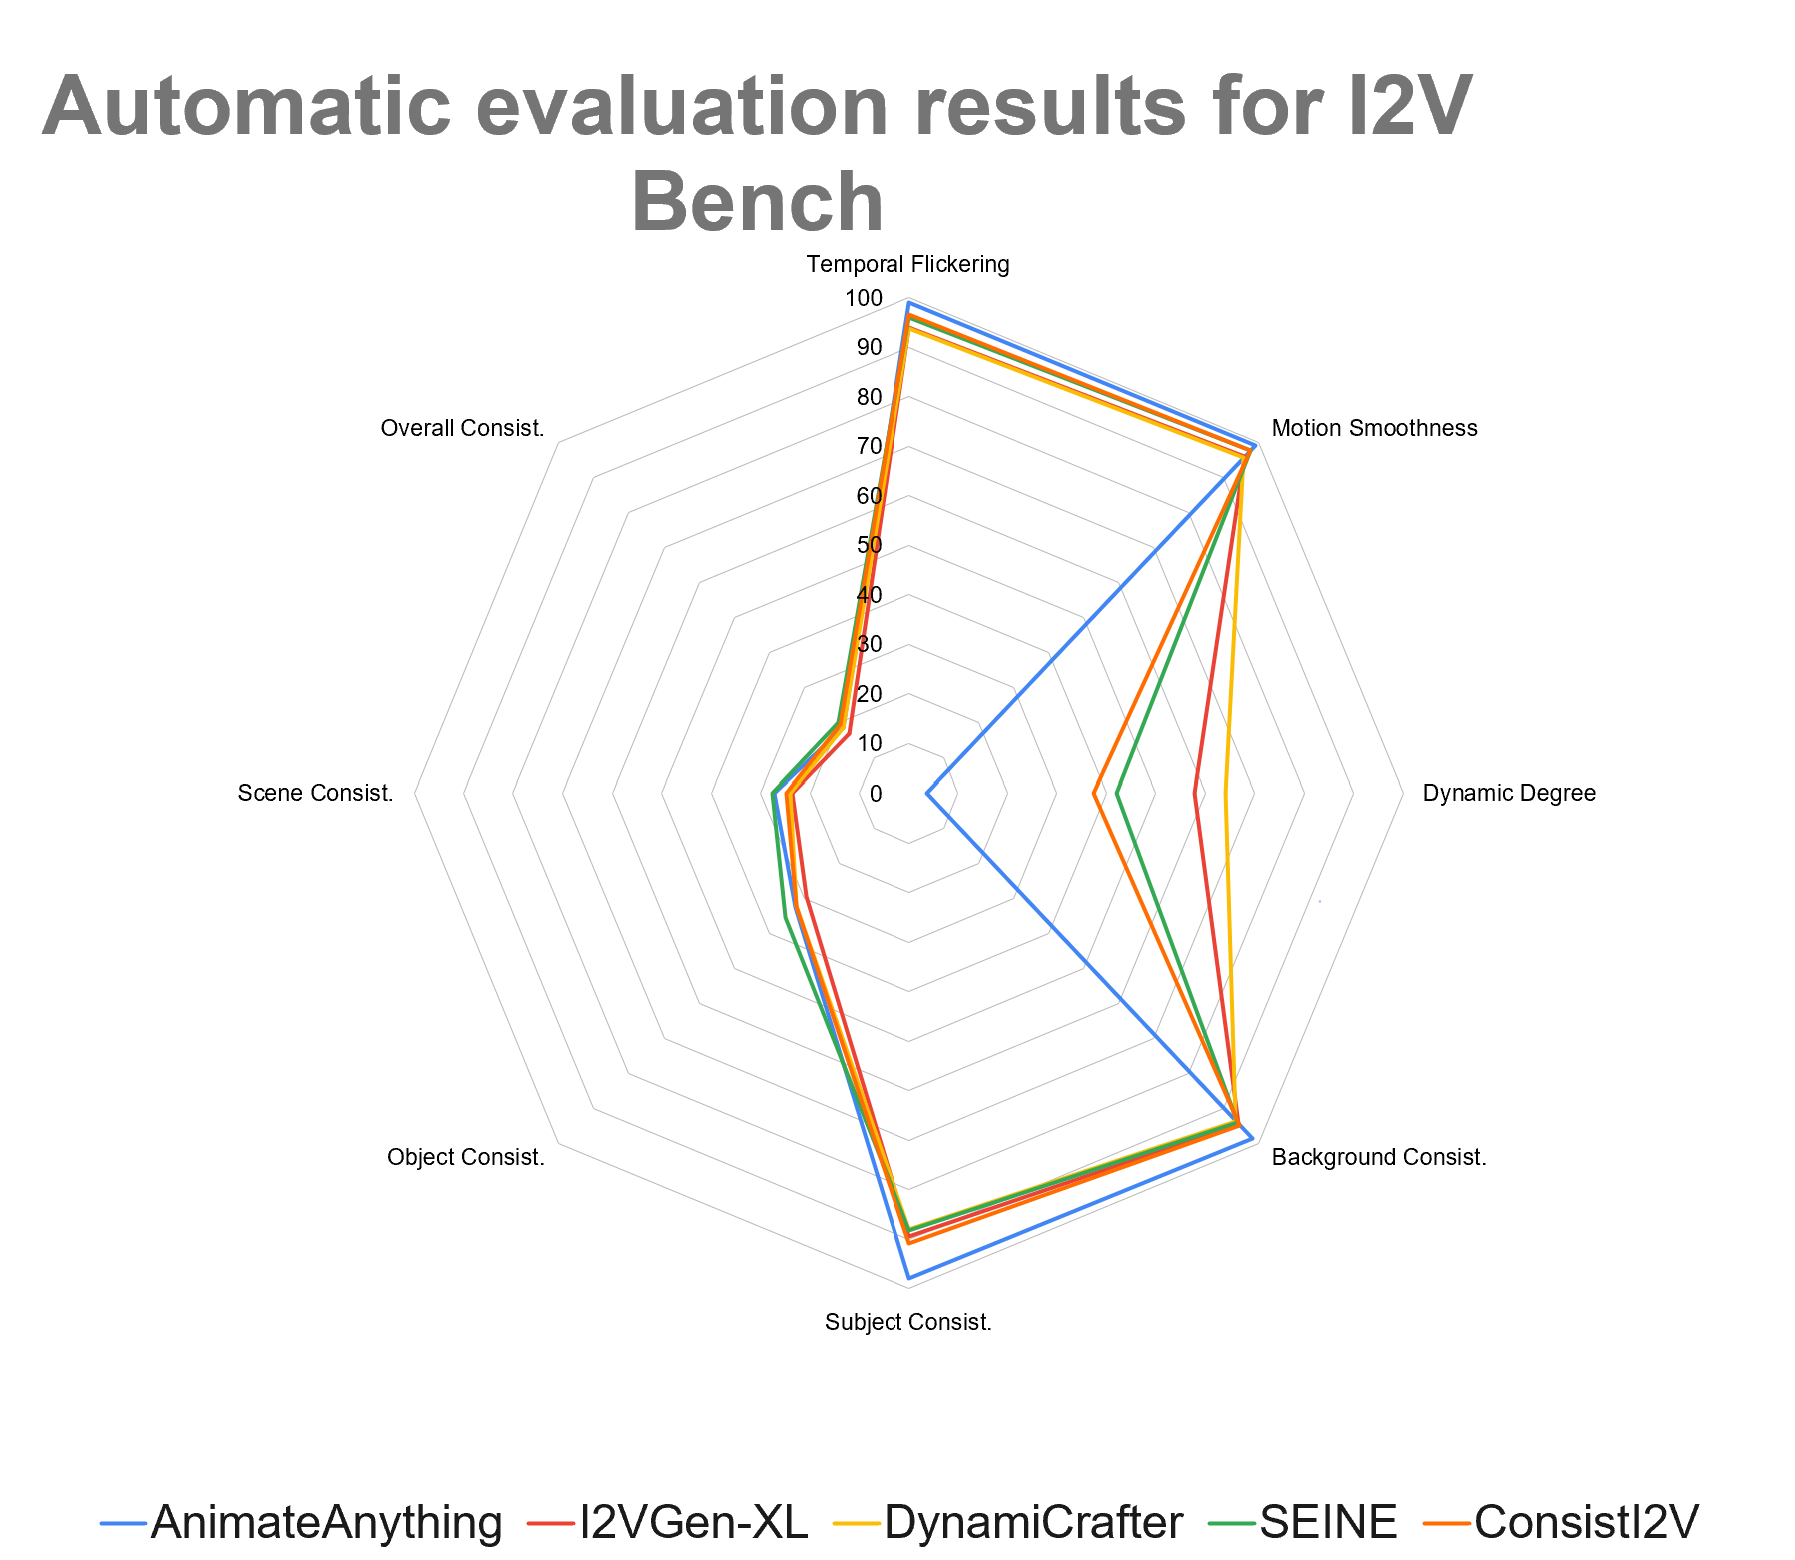 Automatic evaluation results for I2V
Bench
Temporal Flickering
100
90
80
70
60
50
40
30
20
10
0
Overall Consist.
Motion Smoothness
Scene Consist.
Dynamic Degree
Object Consist.
Background Consist.
Subject Consist.
AnimateAnything I2VGen-XL DynamiCrafter SEINE ConsistI2V